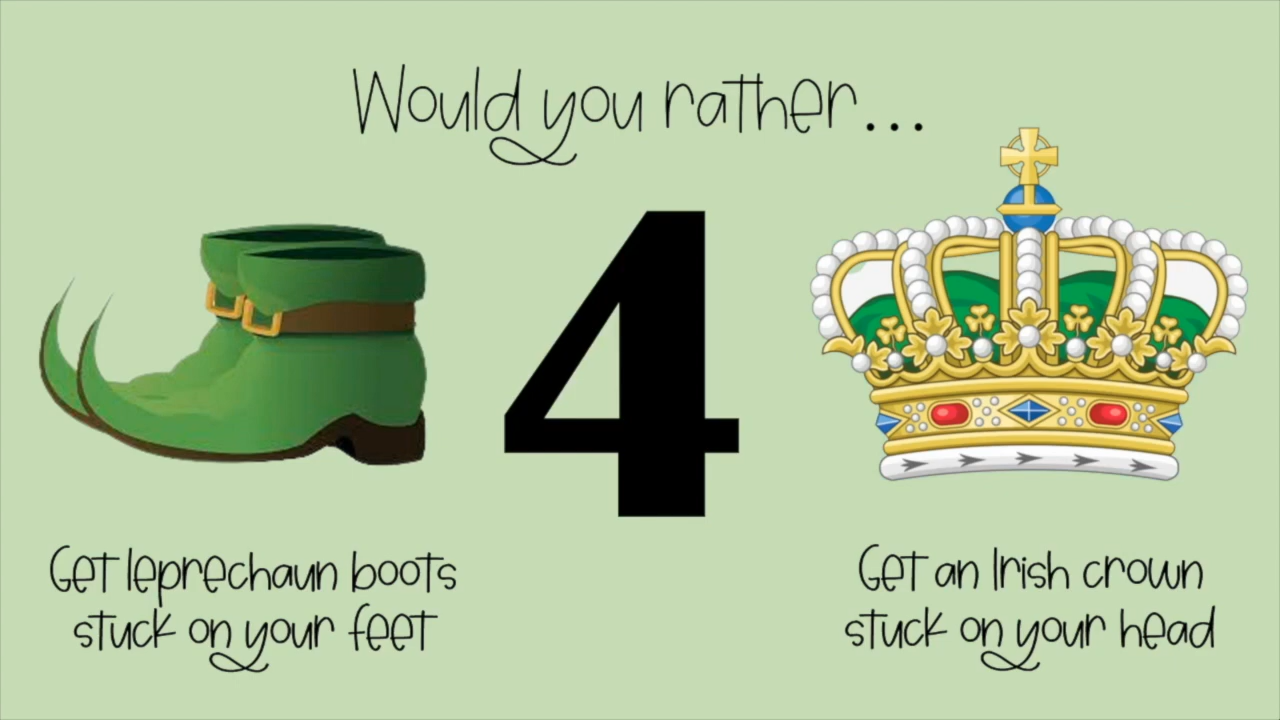 Would you rather...
4
Get leprechaun boots
stuck on your feet
Get an Irish crown
stuck on your head